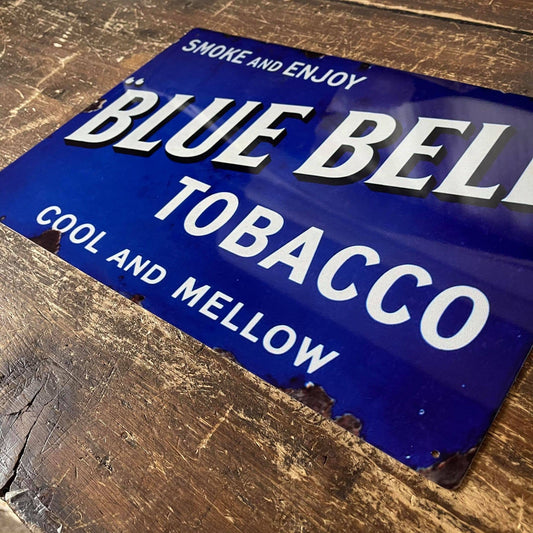 SMOKE AND ENJOY
"BLUE BELL
TOBACCO
COOL AND MELLOW